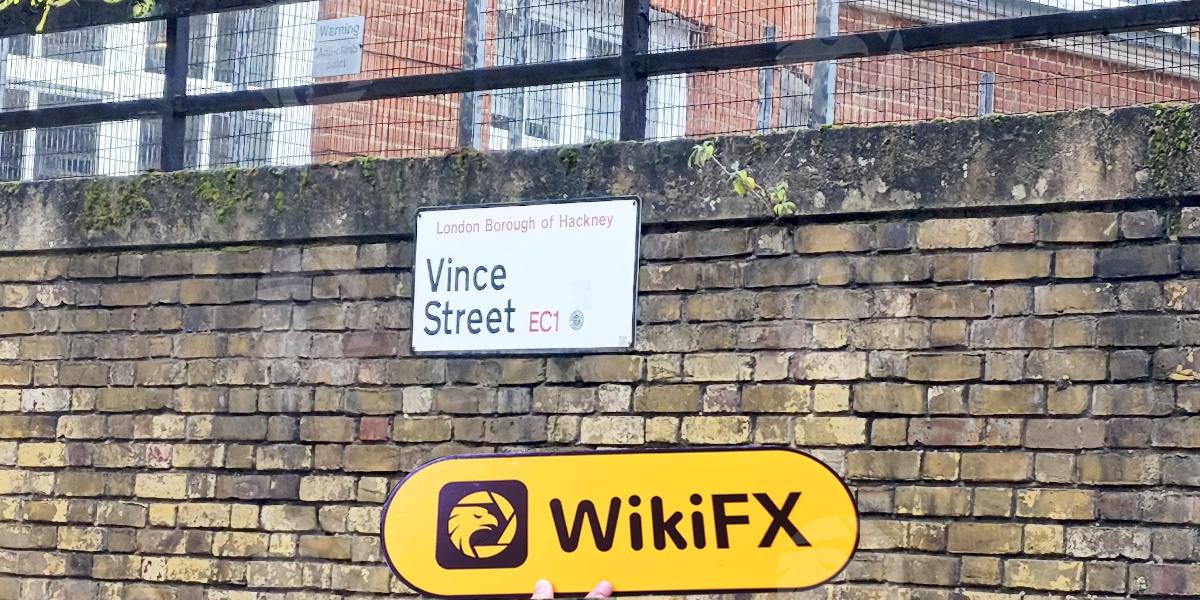 Warning
London Borough of Hackney
Vince
Street EC1
WikiFX